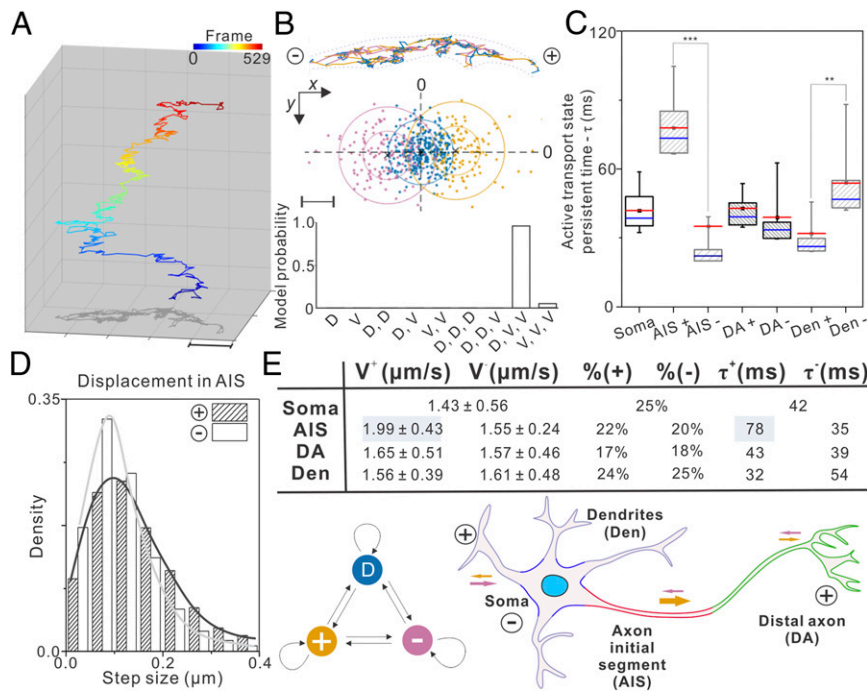 A
Frame
0 529
B
−
+
x
y
0
0
Model probability
1.0
0.5
0.0
D
V
D, D
D, V
V, V
D, D, D
D, D, V
D, V, V
V, V, V
C
Active transport state
persistent time - τ (ms)
120
60
0
***
**
Soma
AIS +
AIS-
DA +
DA-
Den +
Den-
D
Displacement in AIS
+
−
Density
0.35
0.0
0.0 0.2 0.4
Step size (μm)
E
V+ (μm/s) V- (μm/s) %(+) %(-) τ+(ms) τ-(ms)
Soma 1.43 ± 0.56 25% 42
AIS 1.99 ± 0.43 1.55 ± 0.24 22% 20% 78 35
DA 1.65 ± 0.51 1.57 ± 0.46 17% 18% 43 39
Den 1.56 ± 0.39 1.61 ± 0.48 24% 25% 32 54
D
+
-
Dendrites
(Den)
+
Soma
−
Axon
initial
segment
(AIS)
+
Distal axon
(DA)